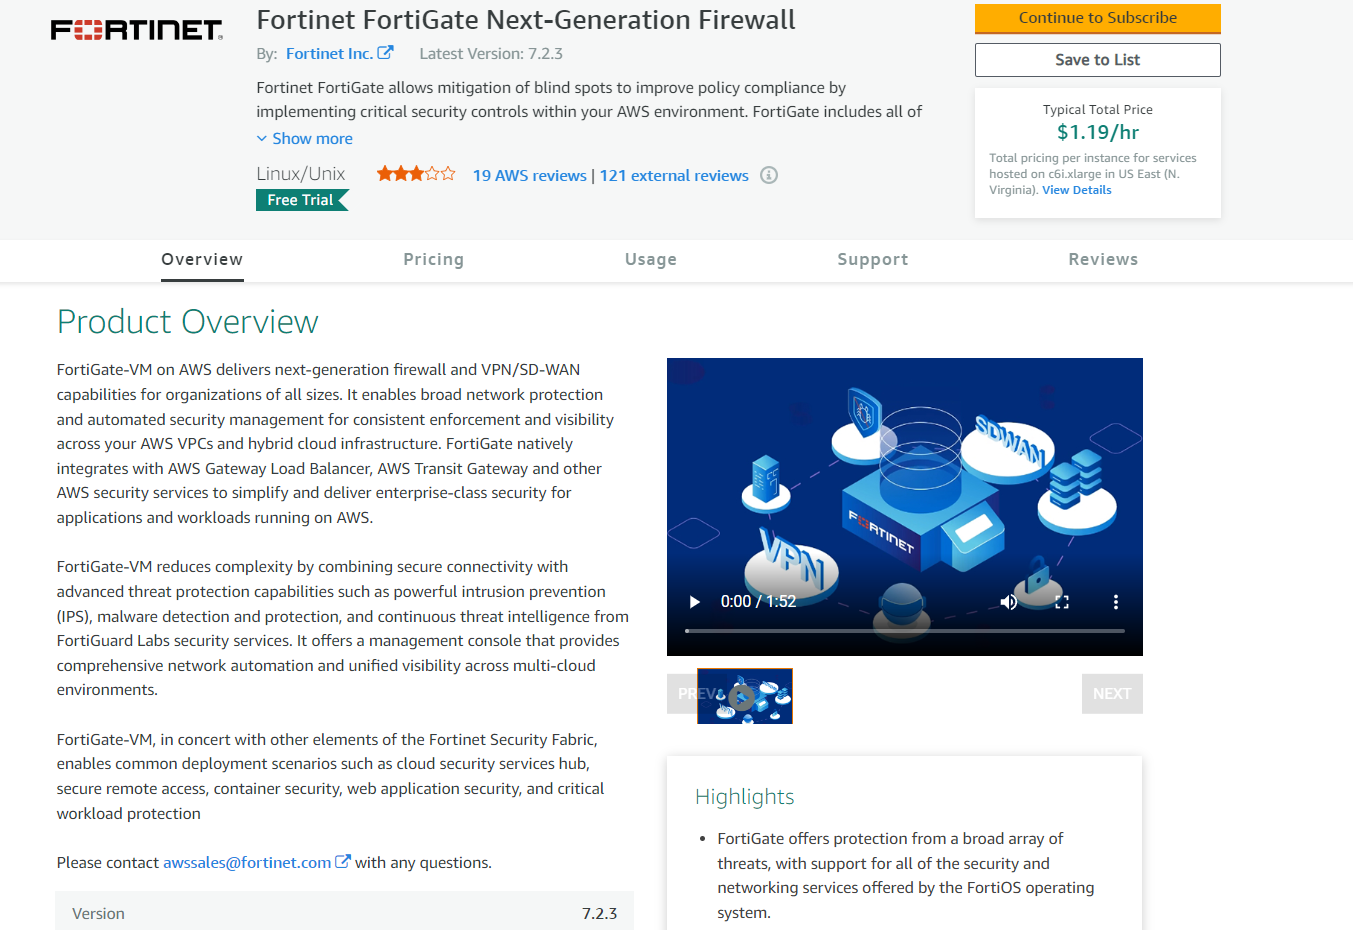 FORTINET
Fortinet FortiGate Next-Generation Firewall
By: Fortinet Inc. Latest Version: 7.2.3
Fortinet FortiGate allows mitigation of blind spots to improve policy compliance by
implementing critical security controls within your AWS environment. FortiGate includes all of
Show more
Linux/Unix 19 AWS reviews | 121 external reviews
Free Trial
Continue to Subscribe
Save to List
Typical Total Price
$1.19/hr
Total pricing per instance for services
hosted on c6i.xlarge in US East (N.
Virginia). View Details
Overview Pricing Usage Support Reviews
Product Overview
FortiGate-VM on AWS delivers next-generation firewall and VPN/SD-WAN
capabilities for organizations of all sizes. It enables broad network protection
and automated security management for consistent enforcement and visibility
across your AWS VPCs and hybrid cloud infrastructure. FortiGate natively
integrates with AWS Gateway Load Balancer, AWS Transit Gateway and other
AWS security services to simplify and deliver enterprise-class security for
applications and workloads running on AWS.
FortiGate-VM reduces complexity by combining secure connectivity with
advanced threat protection capabilities such as powerful intrusion prevention
(IPS), malware detection and protection, and continuous threat intelligence from
FortiGuard Labs security services. It offers a management console that provides
comprehensive network automation and unified visibility across multi-cloud
environments.
FortiGate-VM, in concert with other elements of the Fortinet Security Fabric,
enables common deployment scenarios such as cloud security services hub,
secure remote access, container security, web application security, and critical
workload protection
Please contact awssales@fortinet.com with any questions.
Version 7.2.3
SDWAN
FORTINET
VPN
0:00 / 1:52
PREV NEXT
Highlights
• FortiGate offers protection from a broad array of
threats, with support for all of the security and
networking services offered by the FortiOS operating
system.